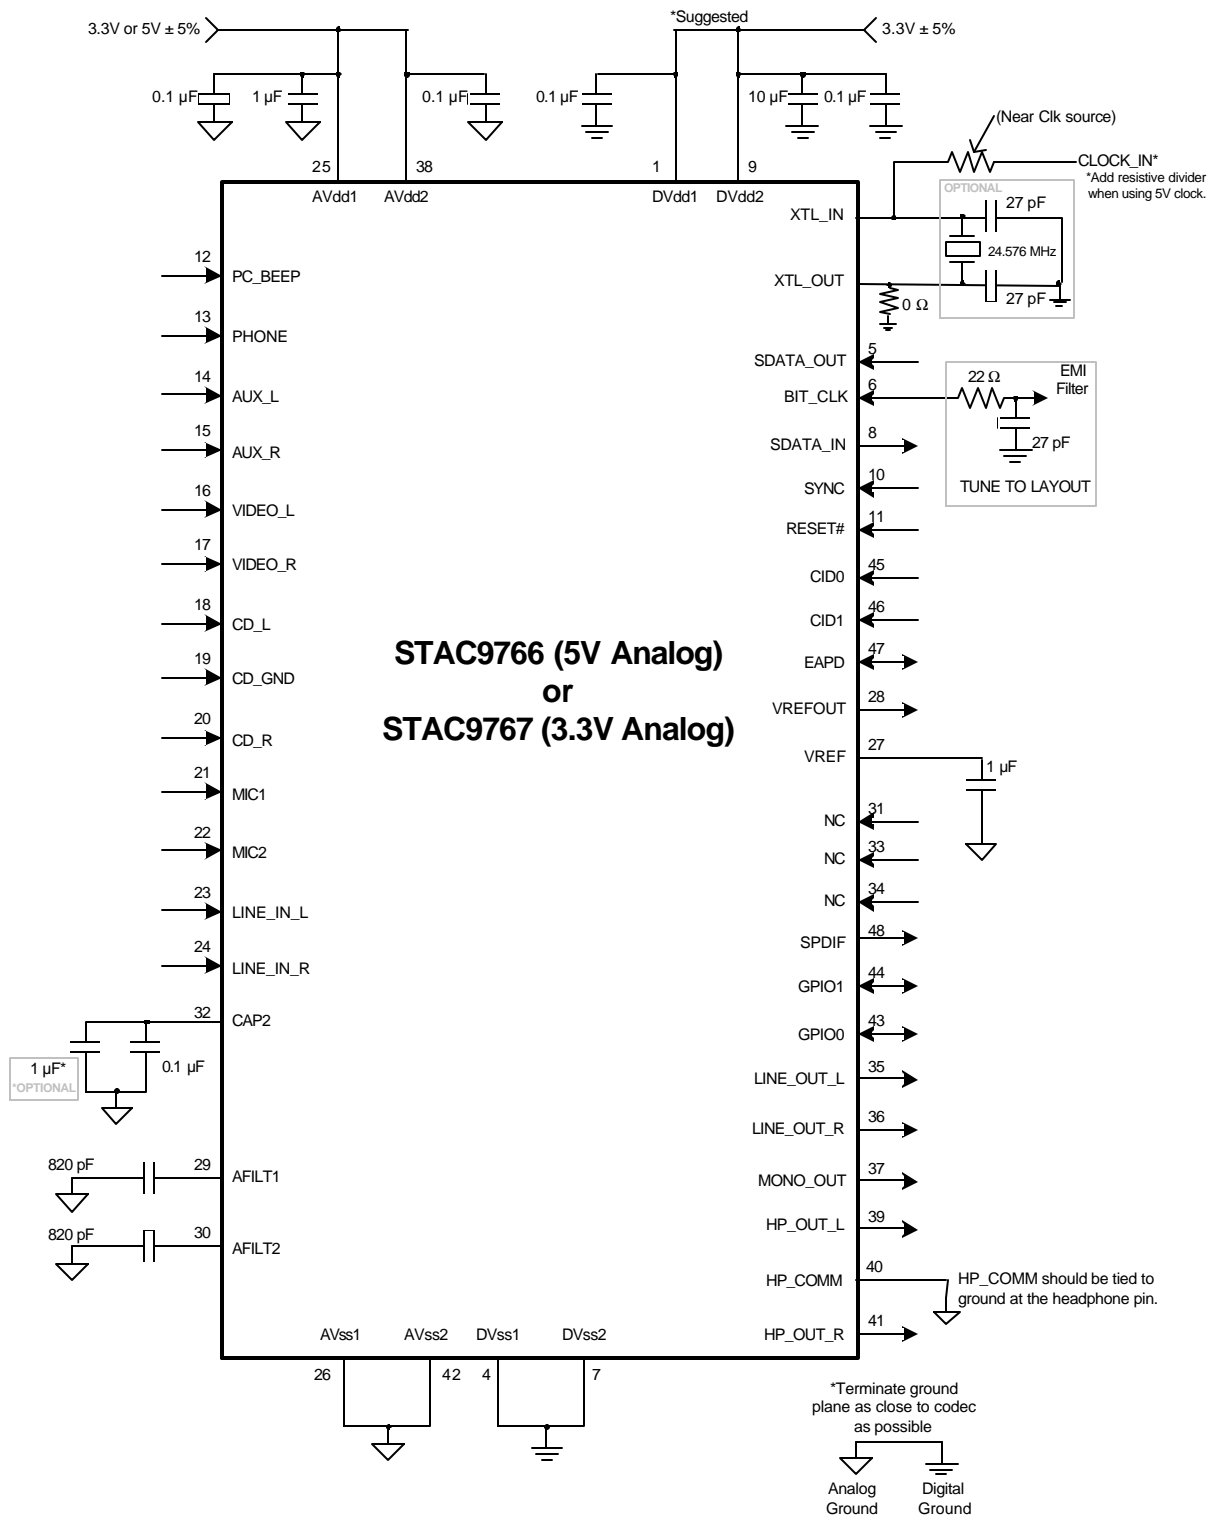 *Suggested
3.3V or 5V ± 5%
3.3V ± 5%
0.1 µF
1 µF
0.1 µF
0.1 µF
10 µF
0.1 µF
(Near Clk source)
CLOCK_IN*
*Add resistive divider
when using 5V clock.
25
38
1
9
AVdd1
AVdd2
DVdd1
DVdd2
OPTIONAL
27 pF
24.576 MHz
27 pF
0 Ω
XTL_IN
XTL_OUT
12
PC_BEEP
13
PHONE
14
AUX_L
15
AUX_R
16
VIDEO_L
17
VIDEO_R
18
CD_L
19
CD_GND
20
CD_R
21
MIC1
22
MIC2
23
LINE_IN_L
24
LINE_IN_R
32
CAP2
1 µF*
*OPTIONAL
0.1 µF
820 pF
29
AFILT1
820 pF
30
AFILT2
STAC9766 (5V Analog)
or
STAC9767 (3.3V Analog)
5
SDATA_OUT
6
BIT_CLK
22 Ω
EMI
Filter
27 pF
TUNE TO LAYOUT
8
SDATA_IN
10
SYNC
11
RESET#
45
CID0
46
CID1
47
EAPD
28
VREFOUT
27
VREF
1 µF
31
NC
33
NC
34
NC
48
SPDIF
44
GPIO1
43
GPIO0
35
LINE_OUT_L
36
LINE_OUT_R
37
MONO_OUT
39
HP_OUT_L
40
HP_COMM
HP_COMM should be tied to
ground at the headphone pin.
41
HP_OUT_R
AVss1
AVss2
DVss1
DVss2
26
42
4
7
*Terminate ground
plane as close to codec
as possible
Analog
Ground
Digital
Ground